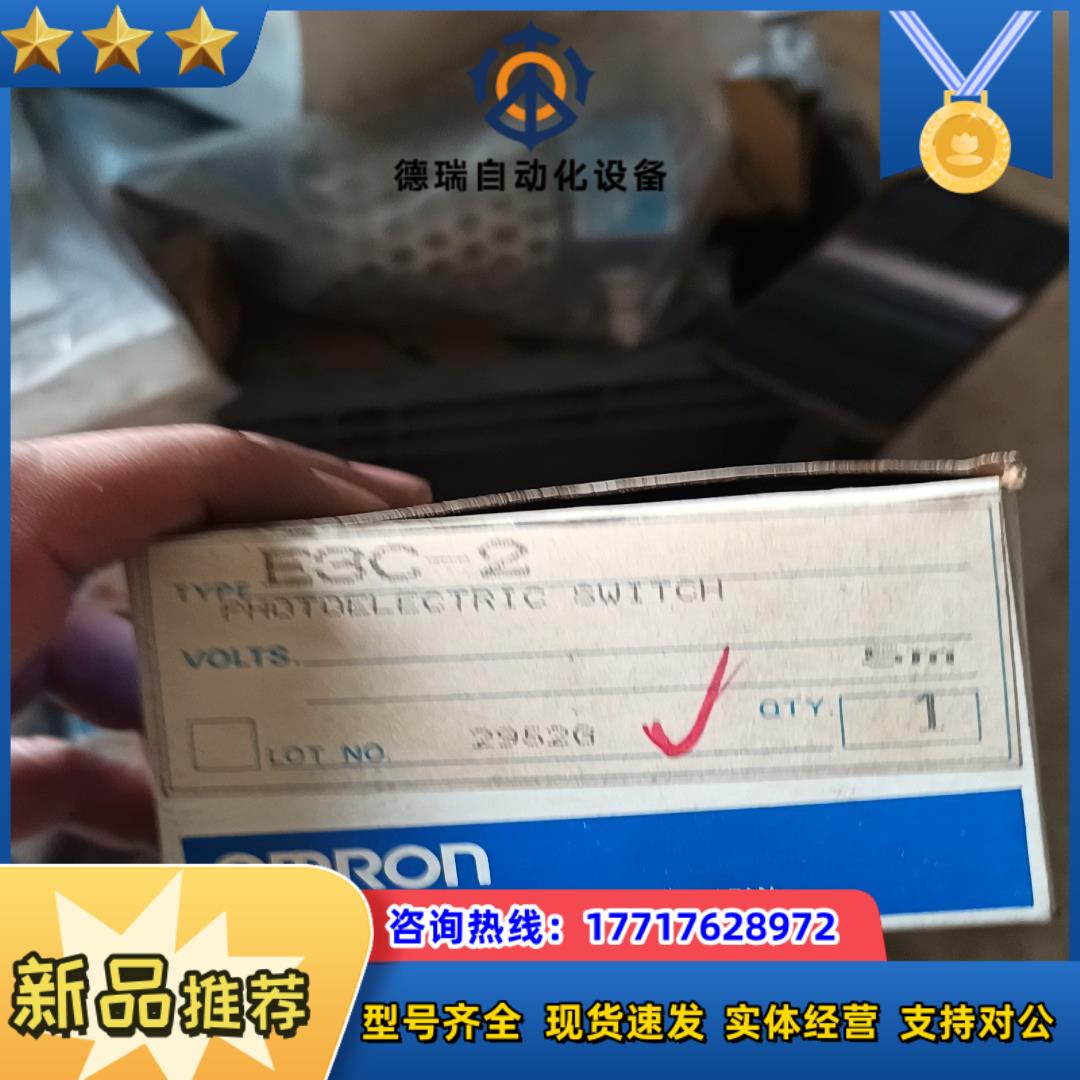 德瑞自动化设备
TYPE E3C-2
PHOTOELECTRIC SWITCH
VOLTS.
5m
QTY. 1
LOT NO. 2952G
OMRON
咨询热线：17717628972
新品推荐
型号齐全 现货速发 实体经营 支持对公